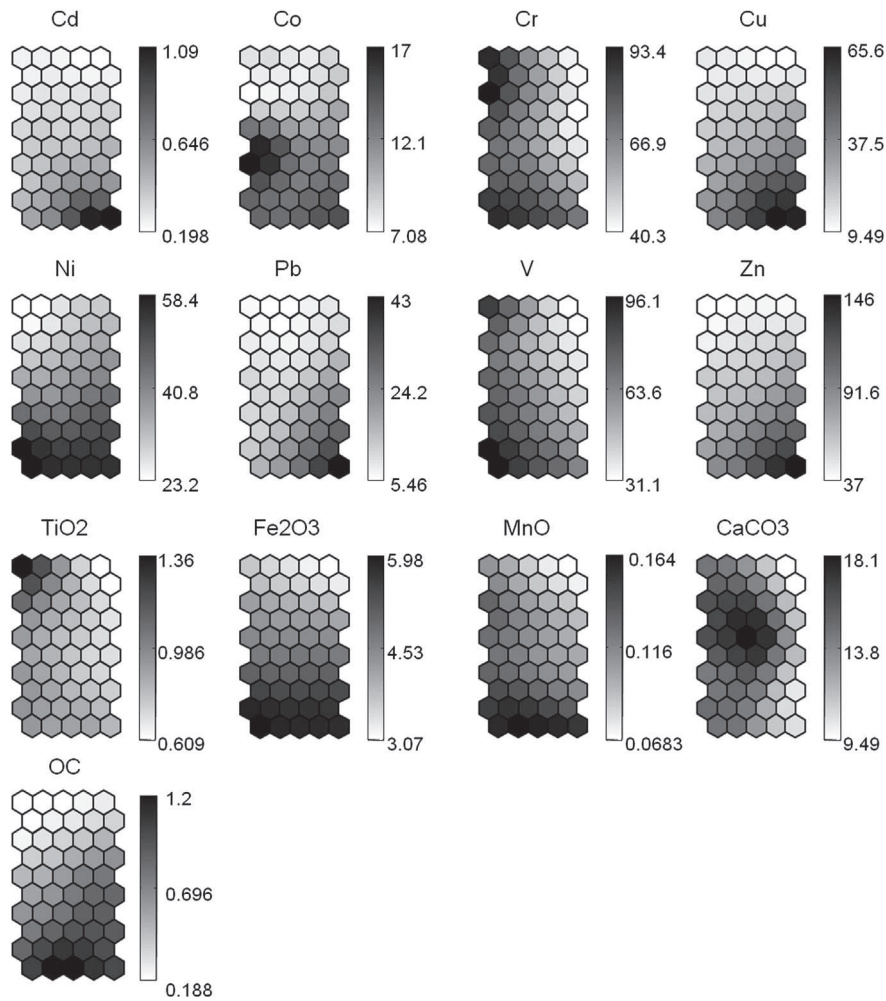 Cd Co Cr Cu
1.09 17 93.4 65.6
0.646 12.1 66.9 37.5
0.198 7.08 40.3 9.49
Ni Pb V Zn
58.4 43 96.1 146
40.8 24.2 63.6 91.6
23.2 5.46 31.1 37
TiO2 Fe2O3 MnO CaCO3
1.36 5.98 0.164 18.1
0.986 4.53 0.116 13.8
0.609 3.07 0.0683 9.49
OC
1.2
0.696
0.188